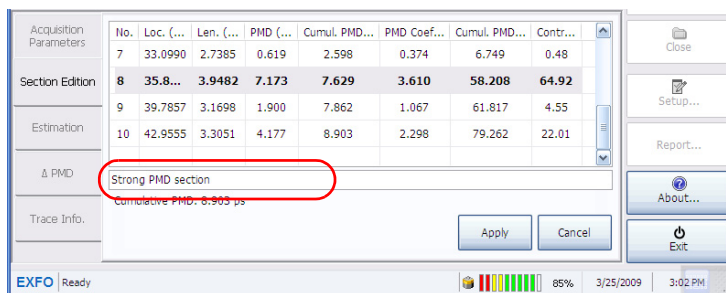 Acquisition
Parameters
Section Edition
Estimation
Δ PMD
Trace Info.
No. Loc. (... Len. (... PMD (... Cumul. PMD... PMD Coef... Cumul. PMD... Contr...
7 33.0990 2.7385 0.619 2.598 0.374 6.749 0.48
8 35.8... 3.9482 7.173 7.629 3.610 58.208 64.92
9 39.7857 3.1698 1.900 7.862 1.067 61.817 4.55
10 42.9555 3.3051 4.177 8.903 2.298 79.262 22.01
Strong PMD section
Cumulative PMD: 8.903 ps
Apply Cancel
Close
Setup...
Report...
About...
Exit
EXFO Ready 85% 3/25/2009 3:02 PM